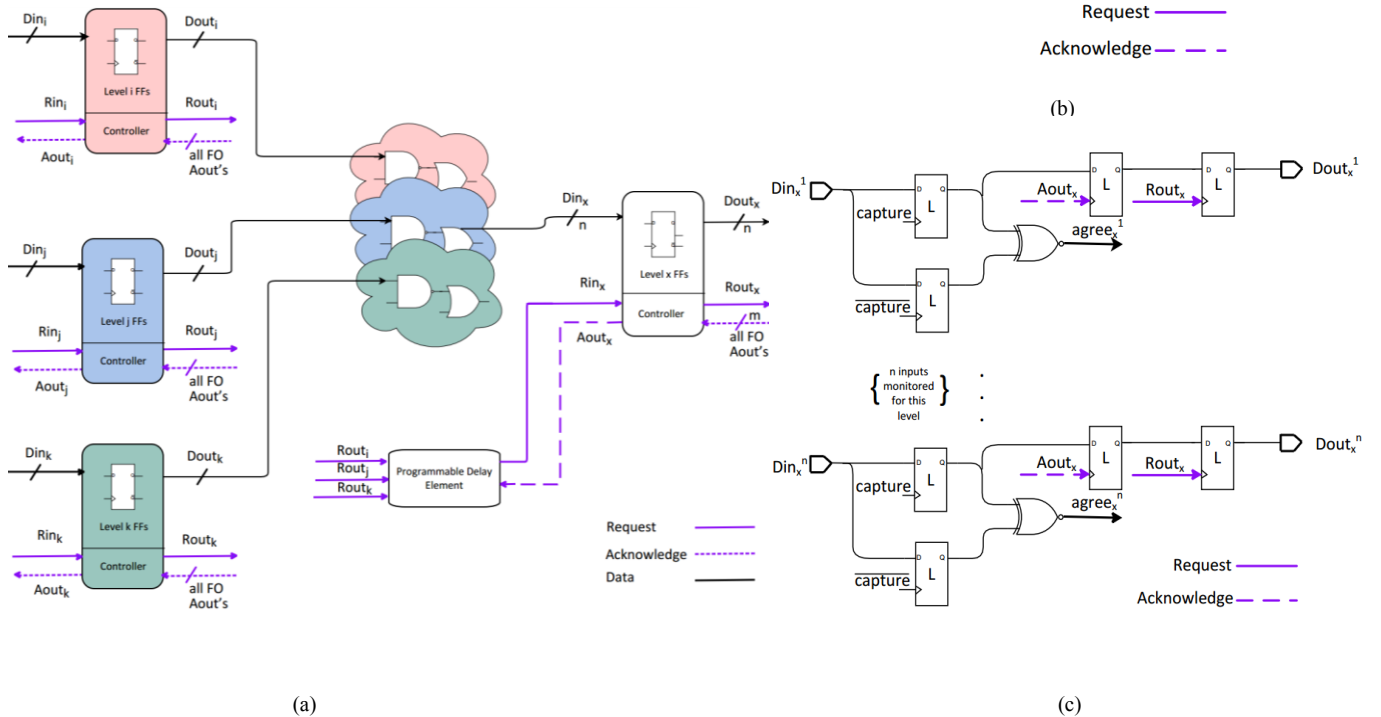 Din_i
Dout_i
Level i FFs
Rin_i
Rout_i
Controller
Aout_i
all FO
Aout's
Din_j
Dout_j
Level j FFs
Rin_j
Rout_j
Controller
Aout_j
all FO
Aout's
Din_k
Dout_k
Level k FFs
Rin_k
Rout_k
Controller
Aout_k
all FO
Aout's
Din_x
n
Dout_x
n
Level x FFs
Rin_x
Rout_x
Controller
m
Aout_x
all FO
Aout's
Rout_i
Rout_j
Rout_k
Programmable Delay
Element
Request
Acknowledge
Data
(a)
Request
Acknowledge
(b)
Din_x^1
D Q
L
capture
D Q
L
capture
agree_x^1
Aout_x
D Q
L
Rout_x
D Q
L
Dout_x^1
{ n inputs
monitored
for this
level }
.
.
.
Din_x^n
D Q
L
capture
D Q
L
capture
agree_x^n
Aout_x
D Q
L
Rout_x
D Q
L
Dout_x^n
Request
Acknowledge
(c)